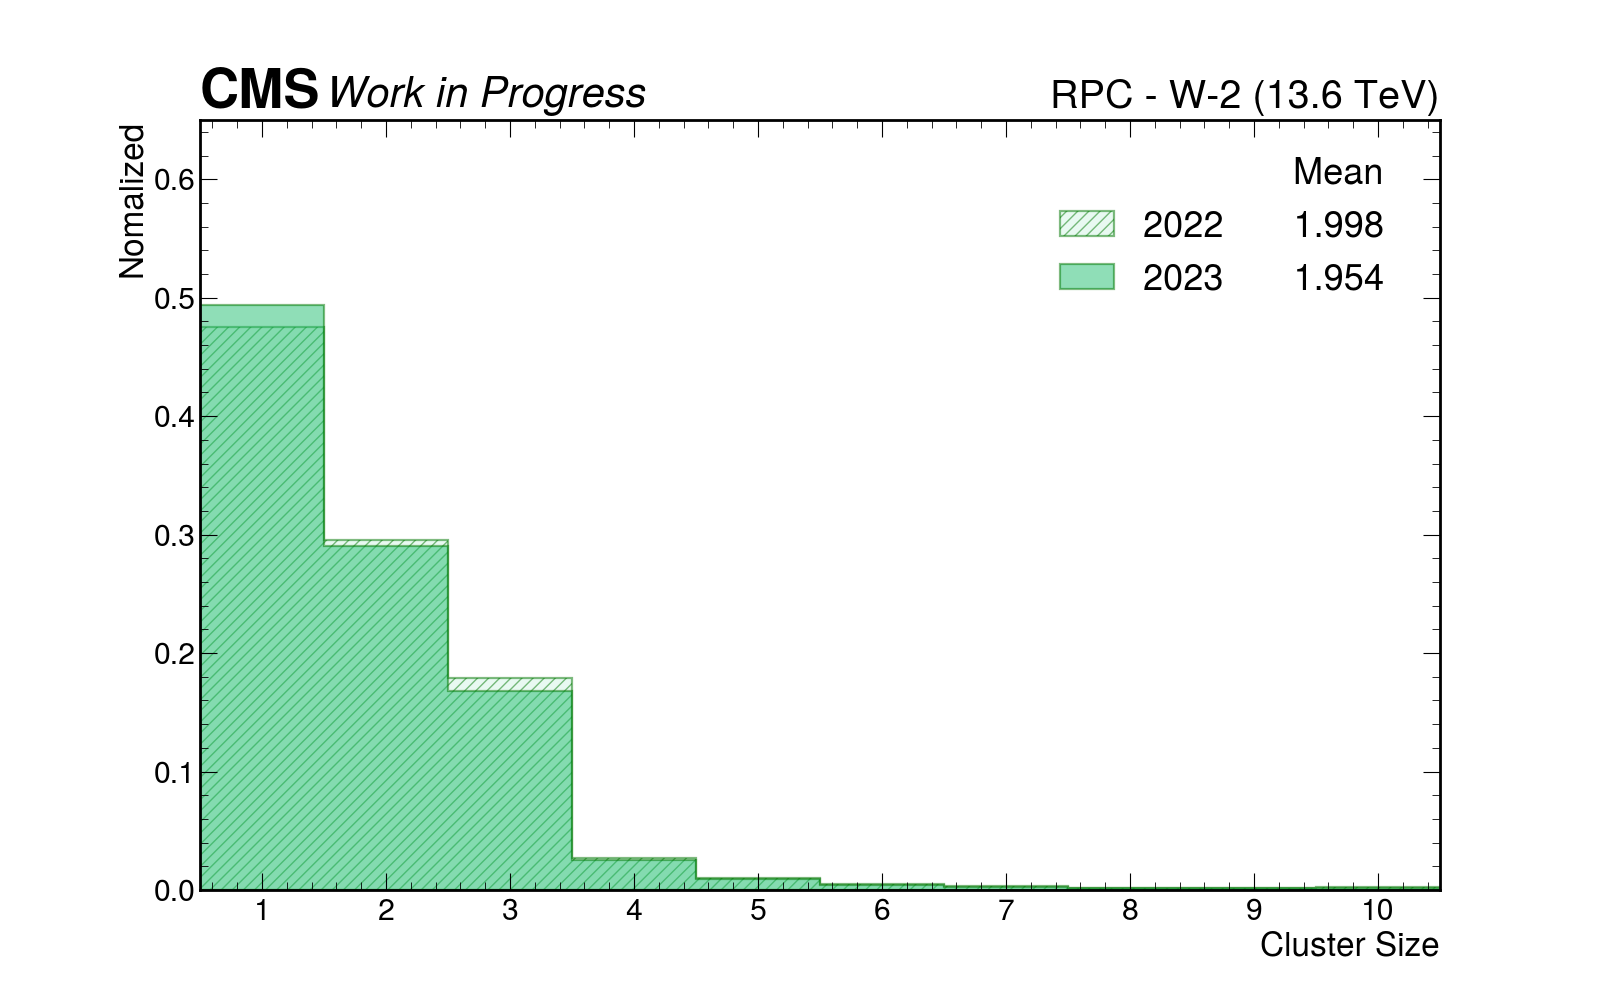 CMS Work in Progress
RPC - W-2 (13.6 TeV)
Nomalized
Mean
2022 1.998
2023 1.954
0.6
0.5
0.4
0.3
0.2
0.1
0.0
1 2 3 4 5 6 7 8 9 10
Cluster Size